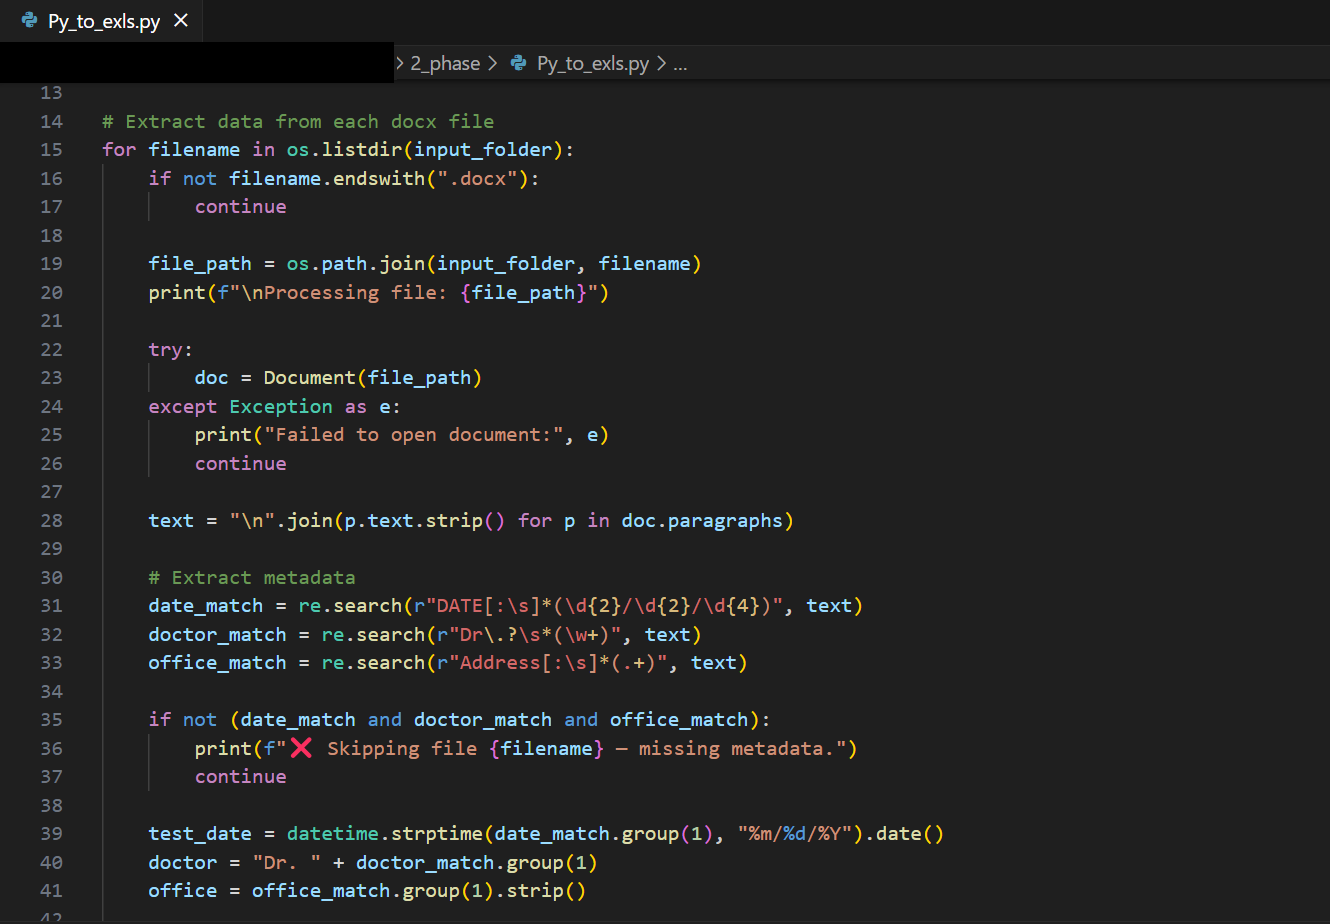 Py_to_exls.py ×
> 2_phase > Py_to_exls.py > ...
13
14 # Extract data from each docx file
15 for filename in os.listdir(input_folder):
16     if not filename.endswith(".docx"):
17         continue
18
19     file_path = os.path.join(input_folder, filename)
20     print(f"\nProcessing file: {file_path}")
21
22     try:
23         doc = Document(file_path)
24     except Exception as e:
25         print("Failed to open document:", e)
26         continue
27
28     text = "\n".join(p.text.strip() for p in doc.paragraphs)
29
30     # Extract metadata
31     date_match = re.search(r"DATE[:\s]*(\d{2}/\d{2}/\d{4})", text)
32     doctor_match = re.search(r"Dr\.?\s*(\w+)", text)
33     office_match = re.search(r"Address[:\s]*(.+)", text)
34
35     if not (date_match and doctor_match and office_match):
36         print(f"❌ Skipping file {filename} — missing metadata.")
37         continue
38
39     test_date = datetime.strptime(date_match.group(1), "%m/%d/%Y").date()
40     doctor = "Dr. " + doctor_match.group(1)
41     office = office_match.group(1).strip()
42